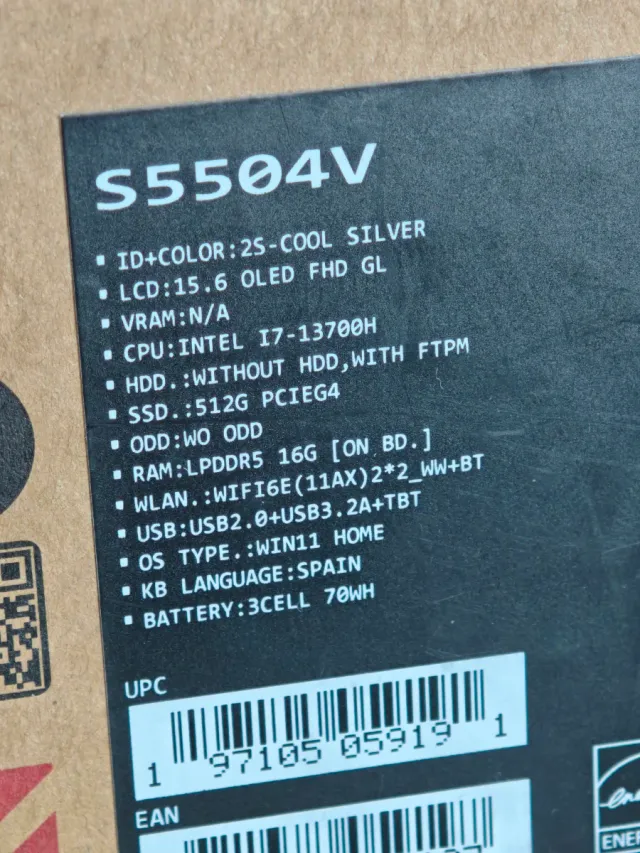 S5504V
▪ ID+COLOR:2S-COOL SILVER
▪ LCD:15.6 OLED FHD GL
▪ VRAM:N/A
▪ CPU:INTEL I7-13700H
▪ HDD.:WITHOUT HDD,WITH FTPM
▪ SSD.:512G PCIEG4
▪ ODD:WO ODD
▪ RAM:LPDDR5 16G [ON BD.]
▪ WLAN.:WIFI6E(11AX)2*2_WW+BT
▪ USB:USB2.0+USB3.2A+TBT
▪ OS TYPE.:WIN11 HOME
▪ KB LANGUAGE:SPAIN
▪ BATTERY:3CELL 70WH
UPC
1 97105 05919 1
EAN